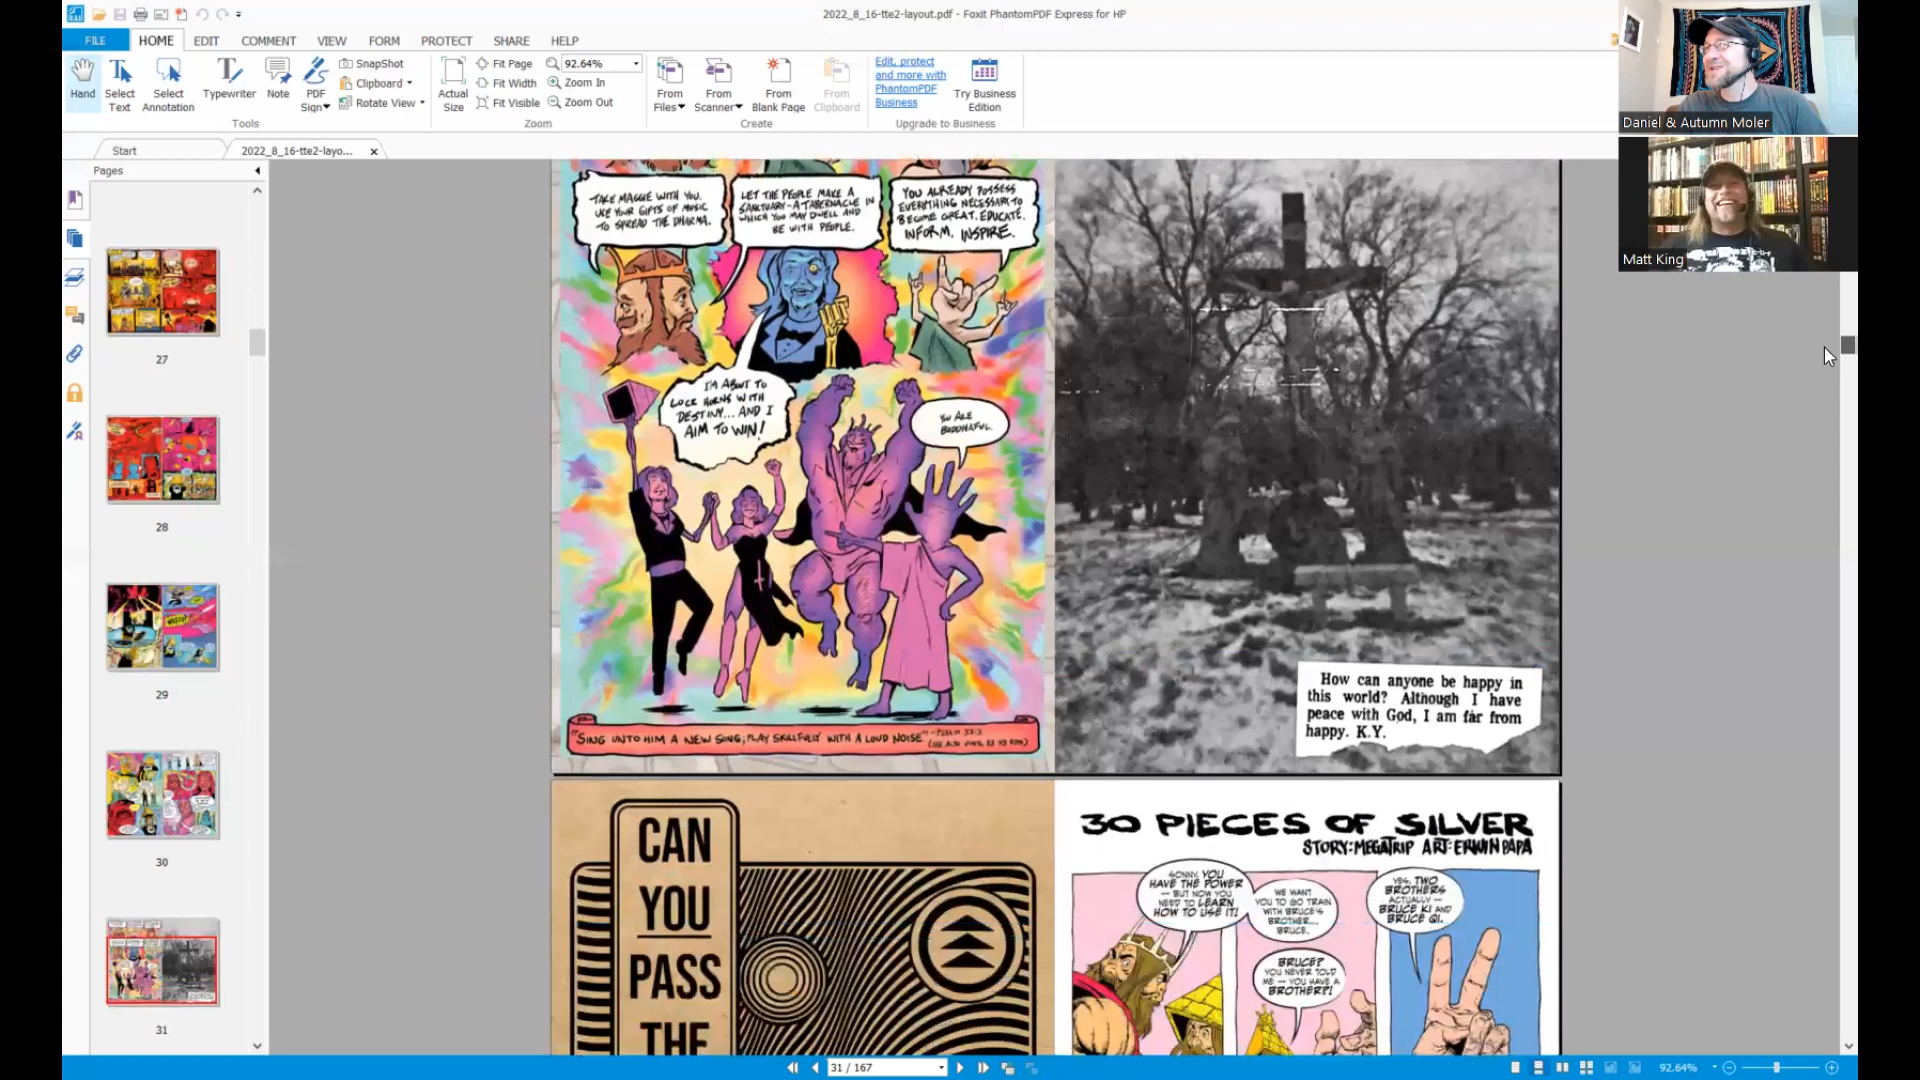 2022_8_16-tte2-layout.pdf - Foxit PhantomPDF Express for HP
FILE HOME EDIT COMMENT VIEW FORM PROTECT SHARE HELP
Hand
Select Text
Select Annotation
Typewriter
Note
PDF Sign
SnapShot
Clipboard
Rotate View
Tools
Actual Size
Fit Page
Fit Width
Fit Visible
92.64%
Zoom In
Zoom Out
Zoom
From Files
From Scanner
From Blank Page
From Clipboard
Create
Edit, protect
and more with
PhantomPDF
Business
Try Business Edition
Upgrade to Business
Daniel & Autumn Moler
Matt King
Start
2022_8_16-tte2-layo...
Pages
27
28
29
30
31
TAKE MAGGIE WITH YOU.
USE YOUR GIFTS OF MUSIC
TO SPREAD THE DHARMA.
LET THE PEOPLE MAKE A
SANCTUARY-A TABERNACLE IN
WHICH YOU MAY DWELL AND
BE WITH PEOPLE.
YOU ALREADY POSSESS
EVERYTHING NECESSARY TO
BECOME GREAT. EDUCATE.
INFORM. INSPIRE.
I'M ABOUT TO
LOCK HORNS WITH
DESTINY... AND I
AIM TO WIN!
YOU ARE
BUDDHAFUL.
"SING UNTO HIM A NEW SONG; PLAY SKILLFULLY WITH A LOUD NOISE" -PSALM 33:3
How can anyone be happy in
this world? Although I have
peace with God, I am far from
happy. K.Y.
CAN
YOU
PASS
THE
30 PIECES OF SILVER
STORY: MEGATRIP ART: ERWIN PAPA
SONNY, YOU
HAVE THE POWER
-- BUT NOW YOU
NEED TO LEARN
HOW TO USE IT!
WE WANT
YOU TO GO TRAIN
WITH BRUCE'S
BROTHER...
BRUCE.
BRUCE?
YOU NEVER TOLD
ME -- YOU HAVE A
BROTHER?!
YES, TWO
BROTHERS
ACTUALLY --
BRUCE KI AND
BRUCE QI.
31 / 167
92.64%